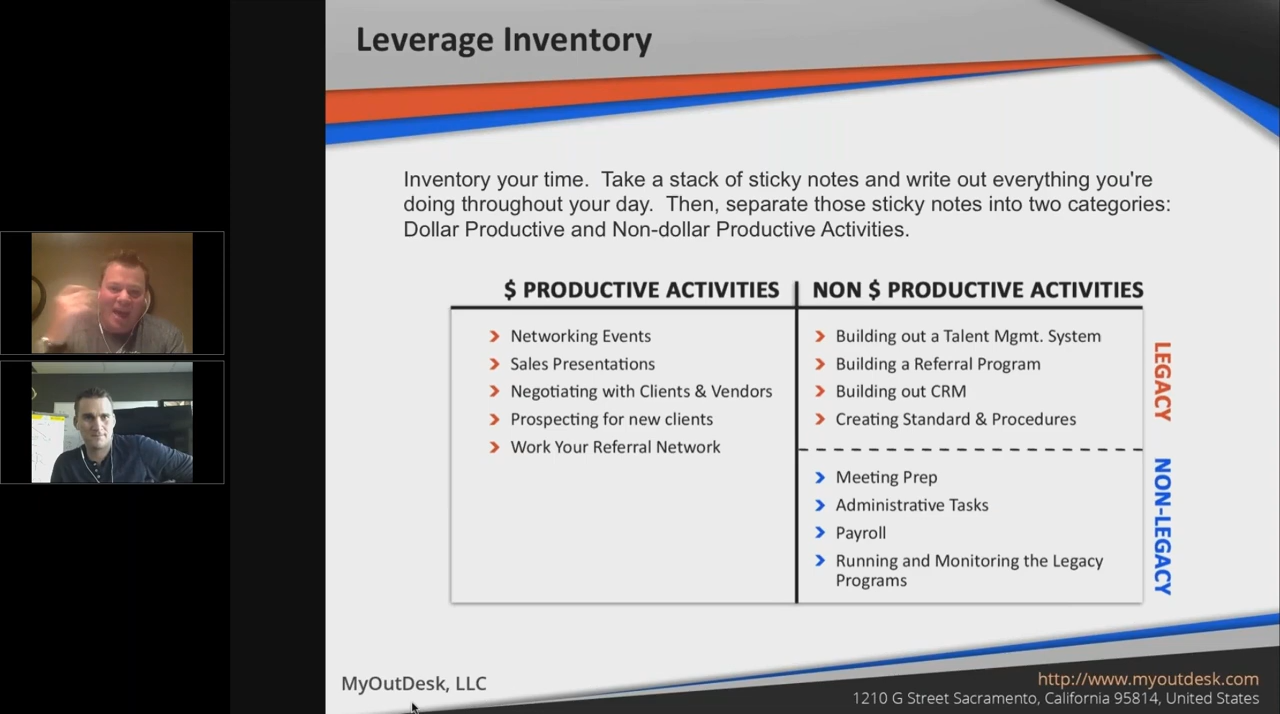 Leverage Inventory
Inventory your time.  Take a stack of sticky notes and write out everything you're
doing throughout your day.  Then, separate those sticky notes into two categories:
Dollar Productive and Non-dollar Productive Activities.
$ PRODUCTIVE ACTIVITIES
Networking Events
Sales Presentations
Negotiating with Clients & Vendors
Prospecting for new clients
Work Your Referral Network
NON $ PRODUCTIVE ACTIVITIES
Building out a Talent Mgmt. System
Building a Referral Program
Building out CRM
Creating Standard & Procedures
LEGACY
Meeting Prep
Administrative Tasks
Payroll
Running and Monitoring the Legacy
Programs
NON-LEGACY
MyOutDesk, LLC
http://www.myoutdesk.com
1210 G Street Sacramento, California 95814, United States